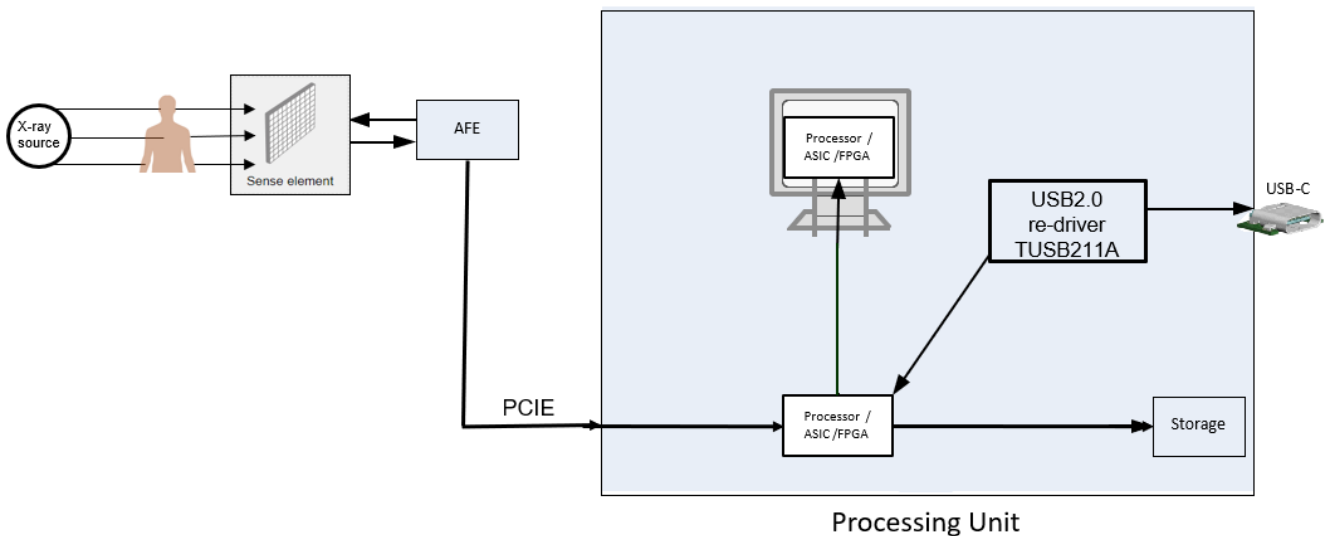 X-ray
source
Sense element
AFE
PCIE
Processor /
ASIC /FPGA
USB2.0
re-driver
TUSB211A
USB-C
Processor /
ASIC /FPGA
Storage
Processing Unit